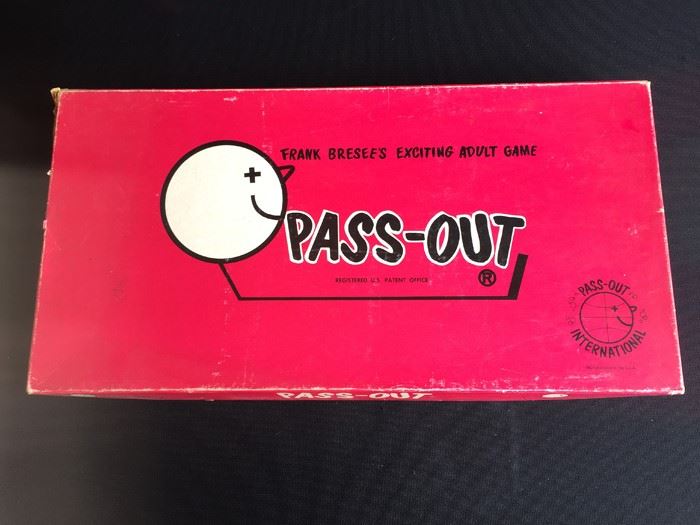 FRANK BRESEE'S EXCITING ADULT GAME
PASS-OUT
®
REGISTERED U.S. PATENT OFFICE
PASS-OUT
INTERNATIONAL
PASS-OUT